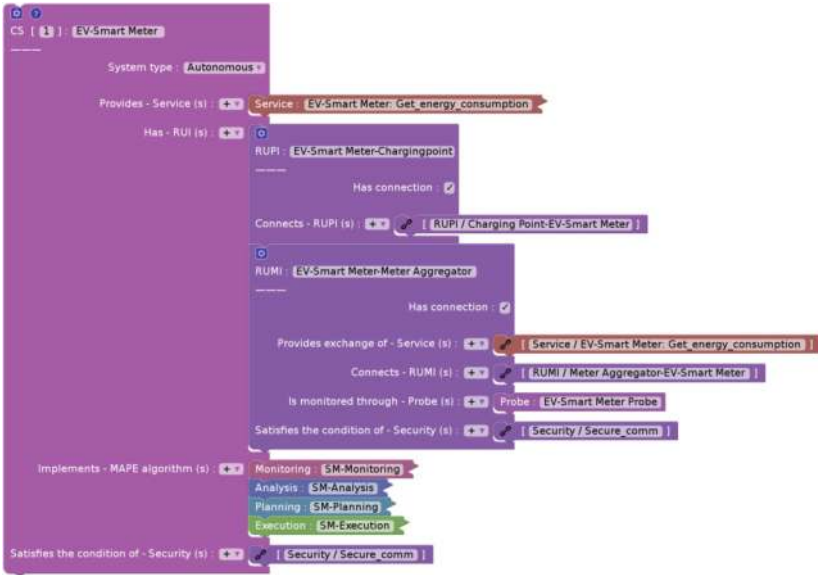 CS [ 1 ] : EV-Smart Meter
System type : Autonomous
Provides - Service (s) : + Service : EV-Smart Meter: Get_energy_consumption
Has - RUI (s) : +
RUPI : EV-Smart Meter-Chargingpoint
Has connection :
Connects - RUPI (s) : + [ RUPI / Charging Point-EV-Smart Meter ]
RUMI : EV-Smart Meter-Meter Aggregator
Has connection :
Provides exchange of - Service (s) : + [ Service / EV-Smart Meter: Get_energy_consumption ]
Connects - RUMI (s) : + [ RUMI / Meter Aggregator-EV-Smart Meter ]
Is monitored through - Probe (s) : + Probe : EV-Smart Meter Probe
Satisfies the condition of - Security (s) : + [ Security / Secure_comm ]
Implements - MAPE algorithm (s) : + Monitoring : SM-Monitoring
Analysis : SM-Analysis
Planning : SM-Planning
Execution : SM-Execution
Satisfies the condition of - Security (s) : + [ Security / Secure_comm ]